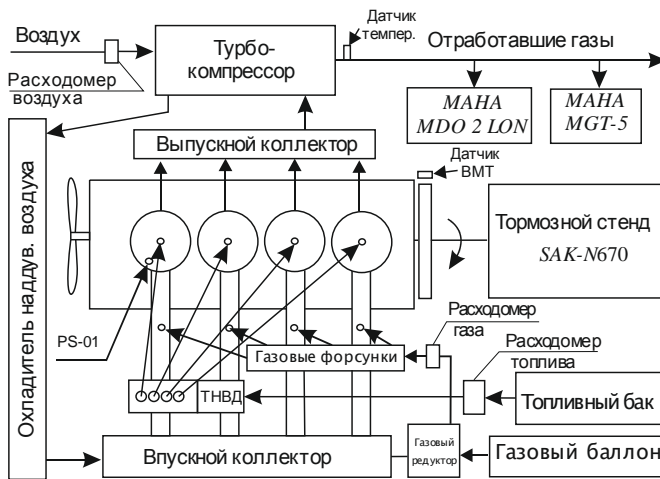 Воздух
Расходомер
воздуха
Турбо-
компрессор
Датчик
темпер.
Отработавшие газы
MAHA
MDO 2 LON
MAHA
MGT-5
Выпускной коллектор
Датчик
ВМТ
Охладитель наддув. воздуха
Тормозной стенд
SAK-N670
PS-01
Расходомер
газа
Газовые форсунки
Расходомер
топлива
ТНВД
Топливный бак
Впускной коллектор
Газовый
редуктор
Газовый баллон